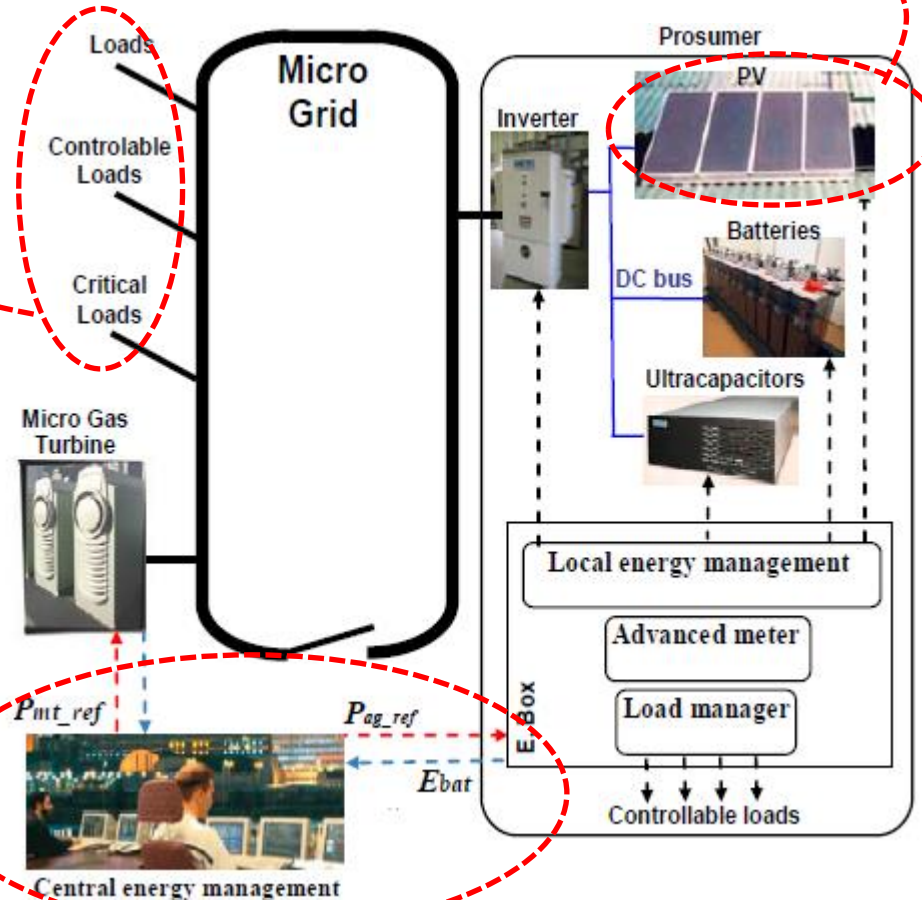 Loads
Controlable
Loads
Critical
Loads
Micro Gas
Turbine
Micro
Grid
Prosumer
PV
Inverter
Batteries
DC bus
Ultracapacitors
Local energy management
Advanced meter
Load manager
E. Box
Controllable loads
Pmt_ref
Pag_ref
Ebat
Central energy management